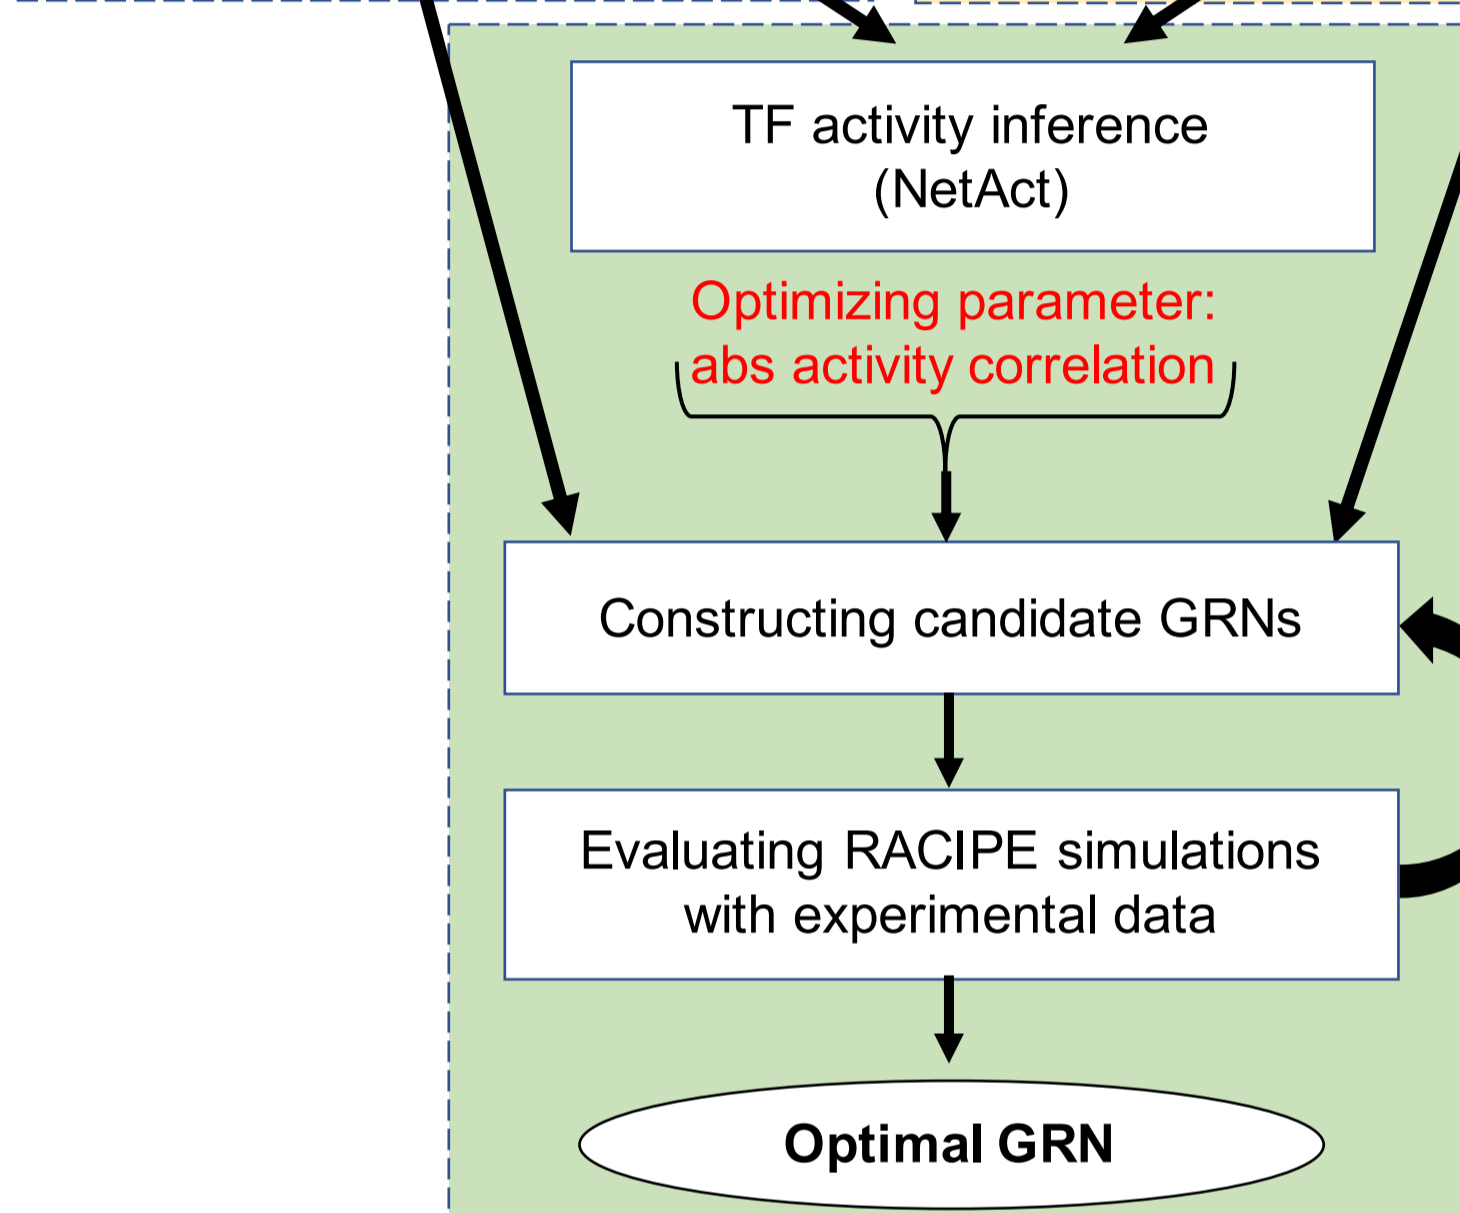 TF activity inference
(NetAct)
Optimizing parameter:
abs activity correlation
Constructing candidate GRNs
Evaluating RACIPE simulations
with experimental data
Optimal GRN